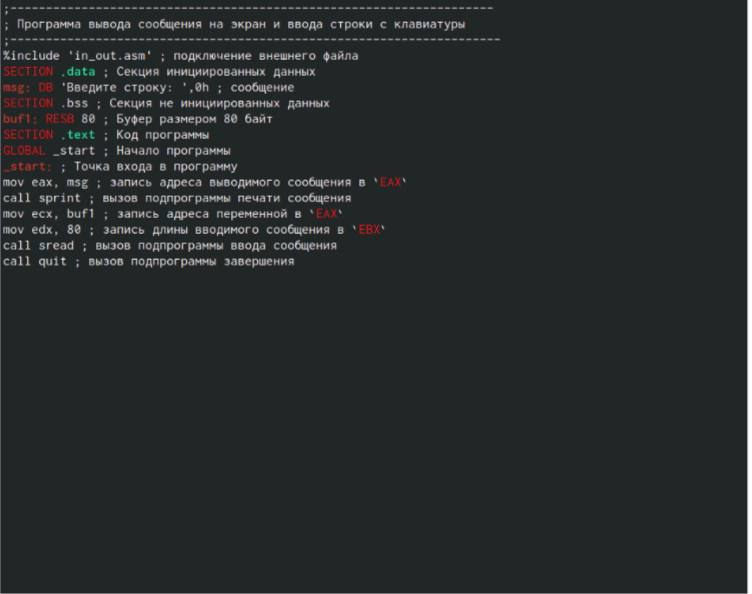 ;--------------------------------------------------------------------
; Программа вывода сообщения на экран и ввода строки с клавиатуры
;---------------------------------------------------------------------
%include 'in_out.asm' ; подключение внешнего файла
SECTION .data ; Секция инициированных данных
msg: DB 'Введите строку: ',0h ; сообщение
SECTION .bss ; Секция не инициированных данных
buf1: RESB 80 ; Буфер размером 80 байт
SECTION .text ; Код программы
GLOBAL _start ; Начало программы
_start: ; Точка входа в программу
mov eax, msg ; запись адреса выводимого сообщения в `EAX`
call sprint ; вызов подпрограммы печати сообщения
mov ecx, buf1 ; запись адреса переменной в `EAX`
mov edx, 80 ; запись длины вводимого сообщения в `EBX`
call sread ; вызов подпрограммы ввода сообщения
call quit ; вызов подпрограммы завершения